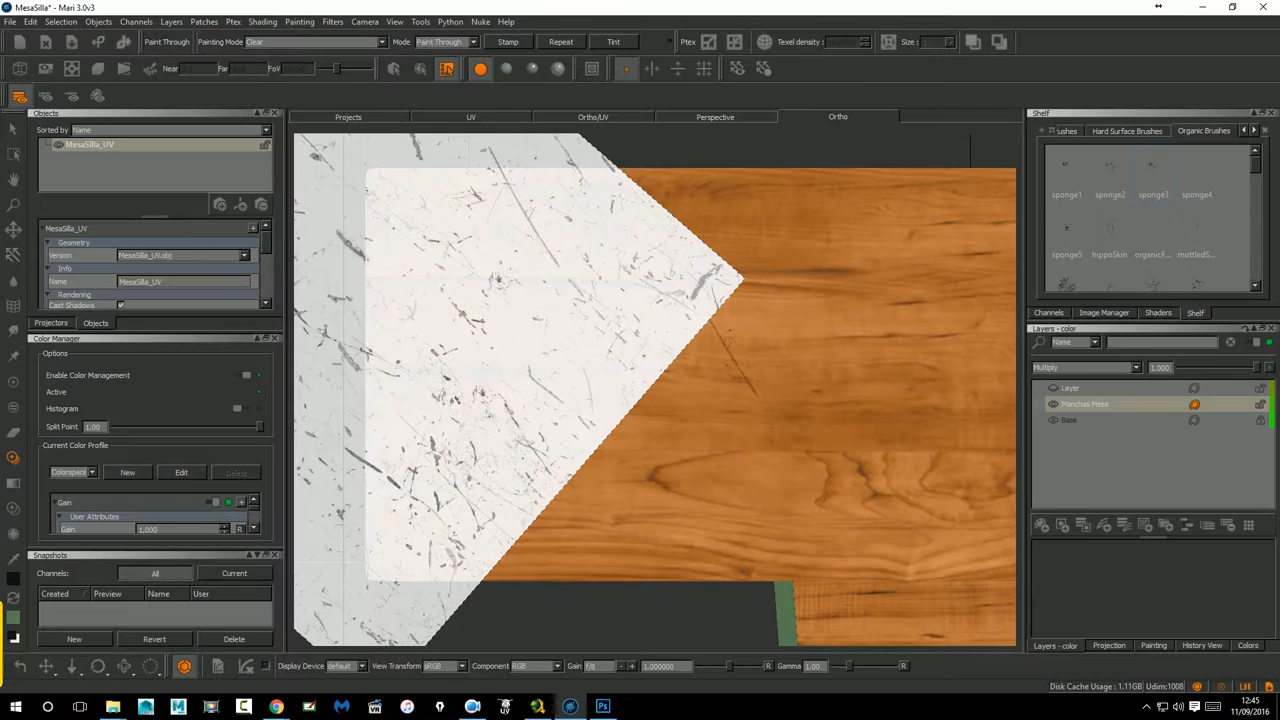 MesaSilla* - Mari 3.0v3
File Edit Selection Objects Channels Layers Patches Ptex Shading Painting Filters Camera View Tools Python Nuke Help
Paint Through Painting Mode Clear Mode Paint Through Stamp Repeat Tint Ptex Texel density: Size:
Near Far FoV
Objects
Sorted by Name
MesaSilla_UV
MesaSilla_UV
Geometry
Version MesaSilla_UV.obj
Info
Name MesaSilla_UV
Rendering
Cast Shadows
Projectors Objects
Color Manager
Options
Enable Color Management
Active
Histogram
Split Point 1.00
Current Color Profile
Colorspace New Edit Delete
Gain
User Attributes
Gain 1.000 R
Snapshots
Channels: All Current
Created Preview Name User
New Revert Delete
Projects UV Ortho/UV Perspective Ortho
Shelf
Hard Surface Brushes Organic Brushes
sponge1 sponge2 sponge3 sponge4
sponge5 hippoSkin organicF... mottledS...
Channels Image Manager Shaders Shelf
Layers - color
Name
Multiply 1.000
Layer
Manchas Mesa
Base
Layers - color Projection Painting History View Colors
Display Device default View Transform sRGB Component RGB Gain f/8 - + 1.000000 R Gamma 1.00 R
Disk Cache Usage : 1.11GB Udim:1008
12:45
11/09/2016